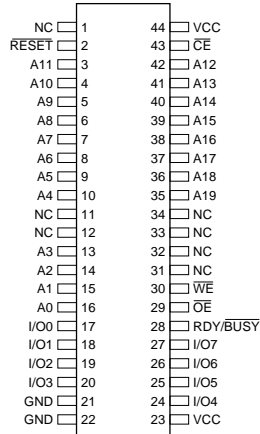 NC 1 44 VCC
RESET 2 43 CE
A11 3 42 A12
A10 4 41 A13
A9 5 40 A14
A8 6 39 A15
A7 7 38 A16
A6 8 37 A17
A5 9 36 A18
A4 10 35 A19
NC 11 34 NC
NC 12 33 NC
A3 13 32 NC
A2 14 31 NC
A1 15 30 WE
A0 16 29 OE
I/O0 17 28 RDY/BUSY
I/O1 18 27 I/O7
I/O2 19 26 I/O6
I/O3 20 25 I/O5
GND 21 24 I/O4
GND 22 23 VCC